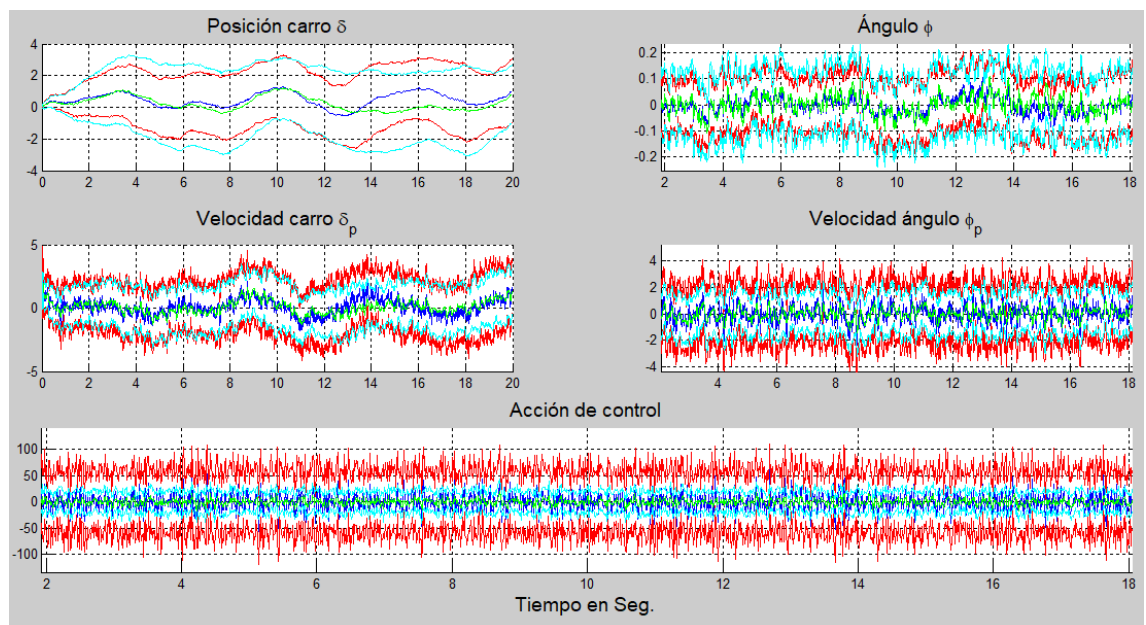 Posición carro δ
Ángulo ϕ
4
2
0
-2
-4
0 2 4 6 8 10 12 14 16 18 20
0.2
0.1
0
-0.1
-0.2
2 4 6 8 10 12 14 16 18
Velocidad carro δp
Velocidad ángulo ϕp
5
0
-5
0 2 4 6 8 10 12 14 16 18 20
4
2
0
-2
-4
4 6 8 10 12 14 16 18
Acción de control
100
50
0
-50
-100
2 4 6 8 10 12 14 16 18
Tiempo en Seg.